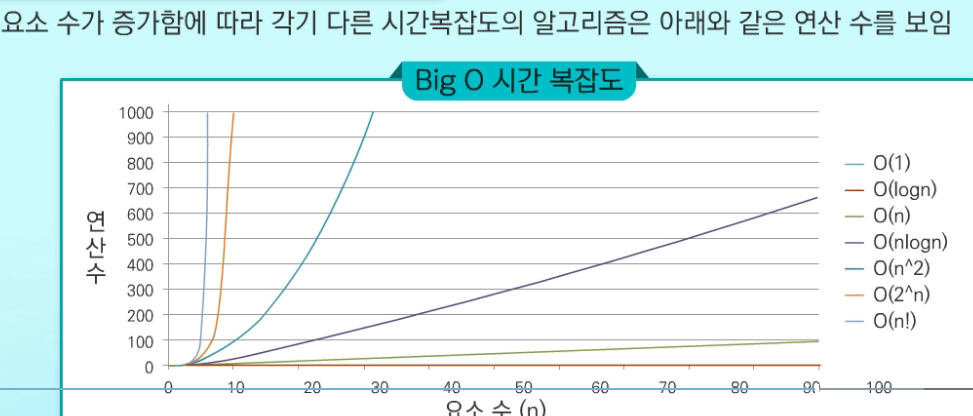 요소 수가 증가함에 따라 각기 다른 시간복잡도의 알고리즘은 아래와 같은 연산 수를 보임
Big O 시간 복잡도
1000
900
800
700
600
500
400
300
200
100
0
연산수
0 10 20 30 40 50 60 70 80 90 100
요소 수 (n)
O(1)
O(logn)
O(n)
O(nlogn)
O(n^2)
O(2^n)
O(n!)